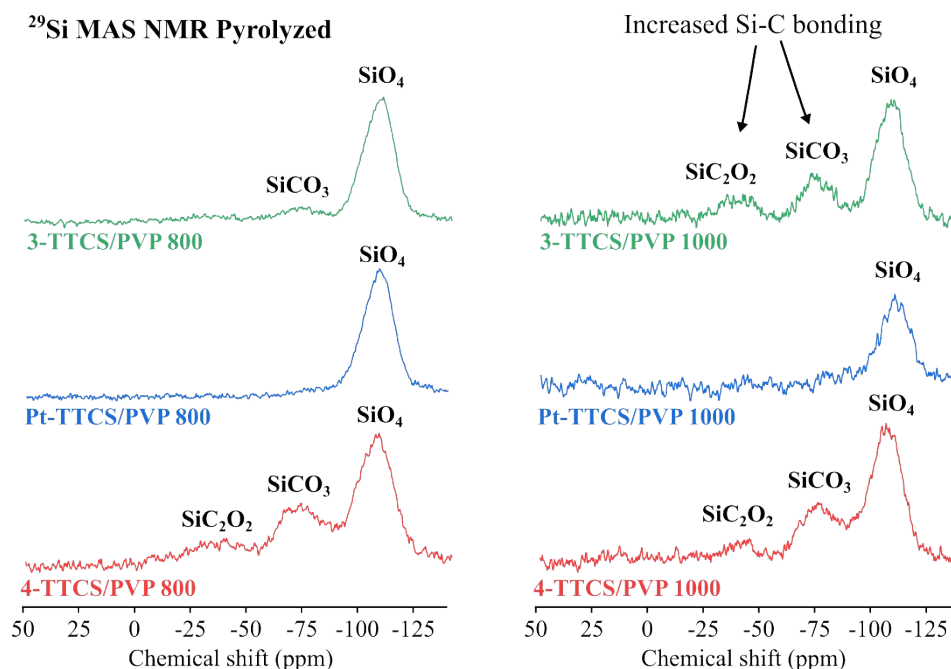 ²⁹Si MAS NMR Pyrolyzed
SiO₄
SiCO₃
3-TTCS/PVP 800
SiO₄
Pt-TTCS/PVP 800
SiO₄
SiCO₃
SiC₂O₂
4-TTCS/PVP 800
50 25 0 -25 -50 -75 -100 -125
Chemical shift (ppm)
Increased Si-C bonding
SiO₄
SiCO₃
SiC₂O₂
3-TTCS/PVP 1000
SiO₄
Pt-TTCS/PVP 1000
SiO₄
SiCO₃
SiC₂O₂
4-TTCS/PVP 1000
50 25 0 -25 -50 -75 -100 -125
Chemical shift (ppm)